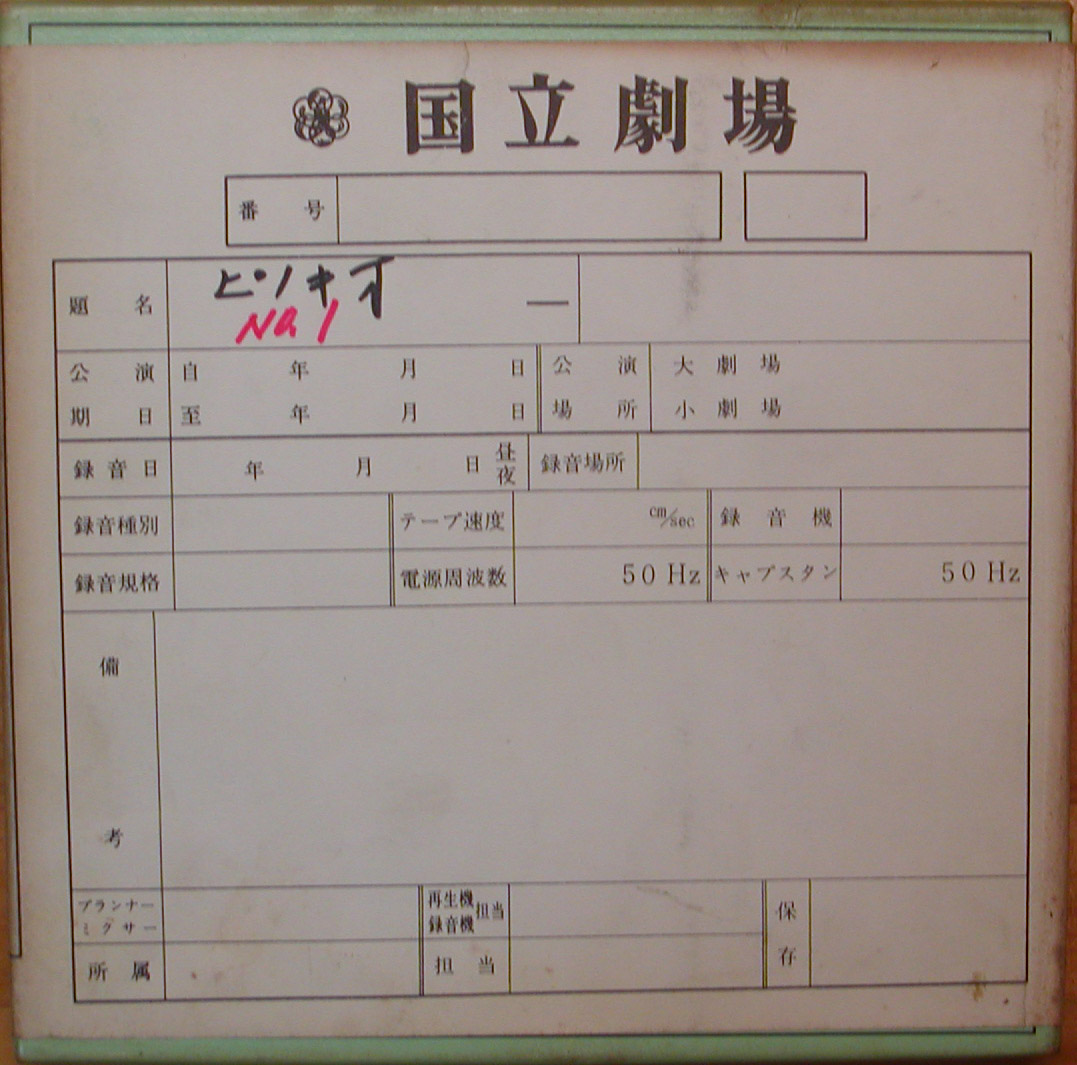 国立劇場
番号
題名 ピノキオ —
No.1
公演期日 自 年 月 日 公演場所 大劇場
至 年 月 日 小劇場
録音日 年 月 日 昼夜 録音場所
録音種別 テープ速度 cm/sec 録音機
録音規格 電源周波数 50 Hz キャプスタン 50 Hz
備考
プランナー 再生機 担当 保存
ミクサー 録音機
所属 担当